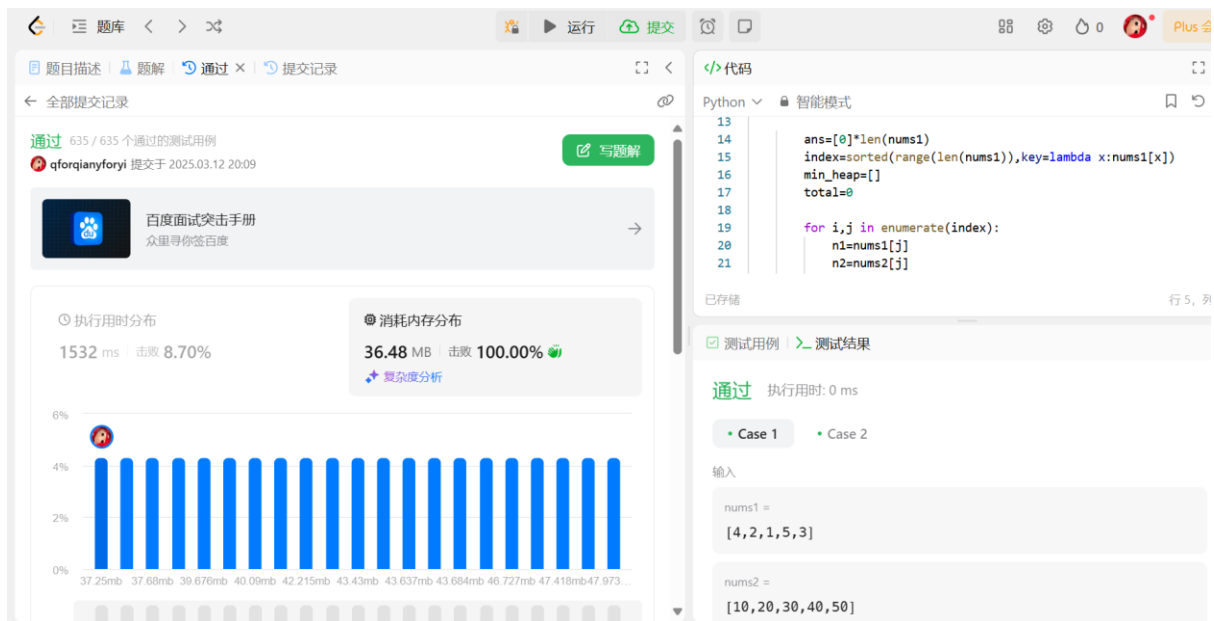 题库 运行 提交 0 Plus 会
题目描述 题解 通过 × 提交记录
全部提交记录
通过 635 / 635 个通过的测试用例
qforqianyforyi 提交于 2025.03.12 20:09
写题解
百度面试突击手册
众里寻你签百度
du
执行用时分布
1532 ms 击败 8.70%
消耗内存分布
36.48 MB 击败 100.00%
复杂度分析
6%
4%
2%
0%
37.25mb 37.68mb 39.676mb 40.09mb 42.215mb 43.43mb 43.637mb 43.684mb 46.727mb 47.418mb 47.973...
</>代码
Python 智能模式
13
14 ans=[0]*len(nums1)
15 index=sorted(range(len(nums1)),key=lambda x:nums1[x])
16 min_heap=[]
17 total=0
18
19 for i,j in enumerate(index):
20 n1=nums1[j]
21 n2=nums2[j]
已存储 行 5,
测试用例 >_ 测试结果
通过 执行用时: 0 ms
• Case 1 • Case 2
输入
nums1 =
[4,2,1,5,3]
nums2 =
[10,20,30,40,50]